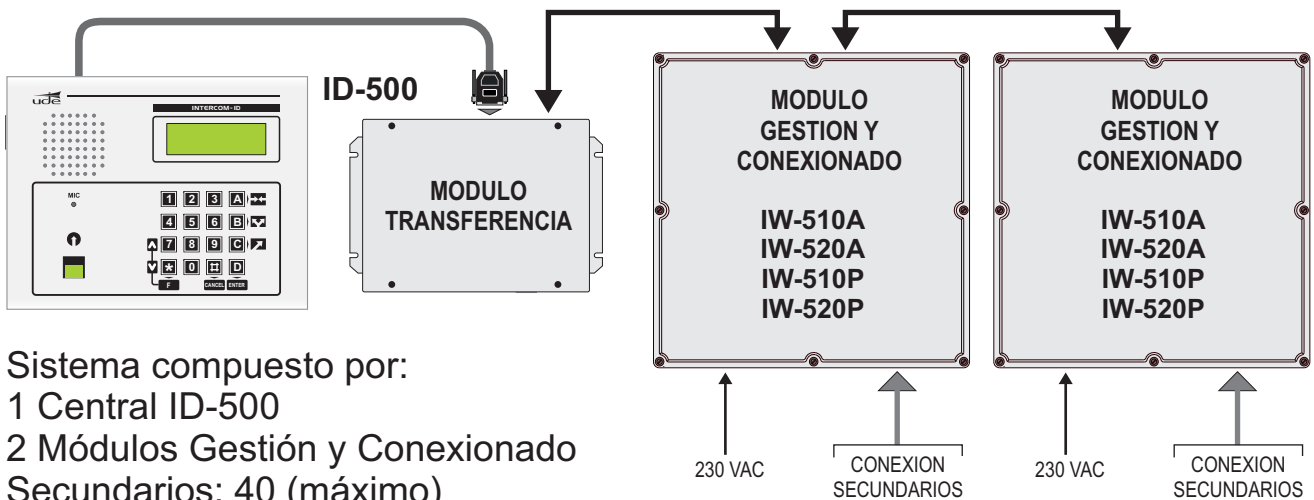 ude
INTERCOM-ID
MIC
1 2 3 A
4 5 6 B
7 8 9 C
* 0 # D
F CANCEL ENTER
ID-500
MODULO
TRANSFERENCIA
MODULO
GESTION Y
CONEXIONADO
IW-510A
IW-520A
IW-510P
IW-520P
230 VAC
CONEXION
SECUNDARIOS
MODULO
GESTION Y
CONEXIONADO
IW-510A
IW-520A
IW-510P
IW-520P
230 VAC
CONEXION
SECUNDARIOS
Sistema compuesto por:
1 Central ID-500
2 Módulos Gestión y Conexionado
Secundarios: 40 (máximo)